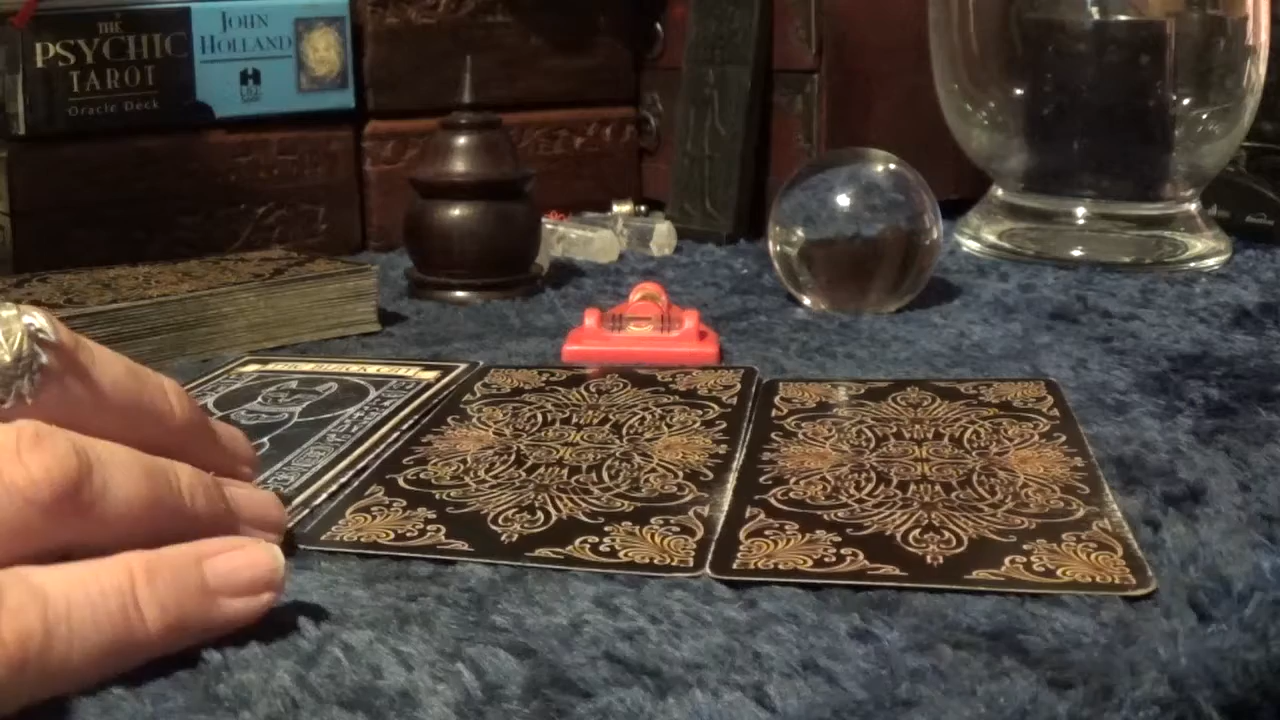 THE
PSYCHIC
TAROT
Oracle Deck
JOHN
HOLLAND
THE BLACK CAT